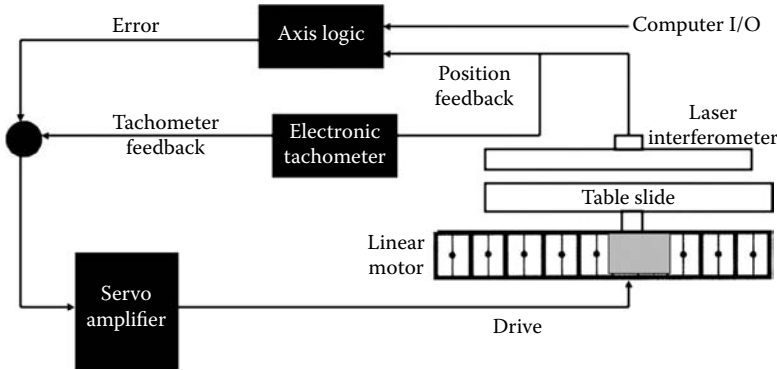 Error
Axis logic
Computer I/O
Position
feedback
Laser
interferometer
Tachometer
feedback
Electronic
tachometer
Table slide
Linear
motor
Servo
amplifier
Drive